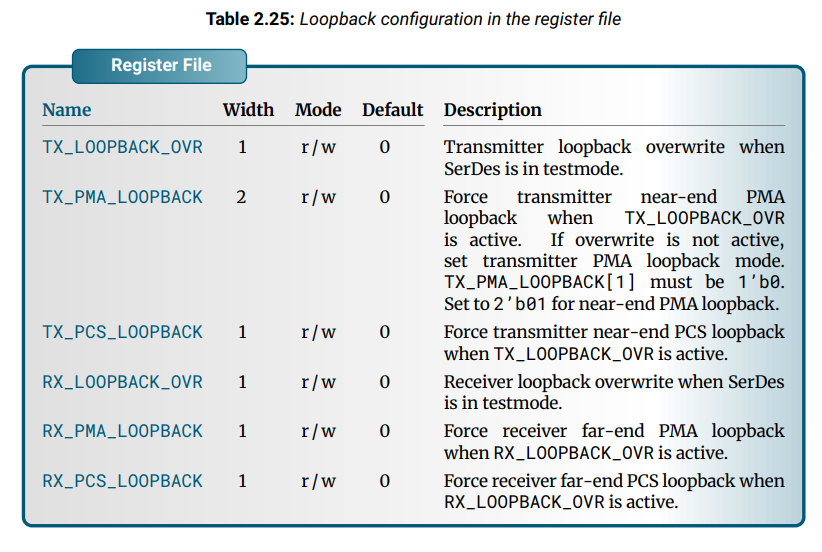 Table 2.25: Loopback configuration in the register file
Register File
Name Width Mode Default Description
TX_LOOPBACK_OVR 1 r/w 0 Transmitter loopback overwrite when
SerDes is in testmode.
TX_PMA_LOOPBACK 2 r/w 0 Force transmitter near-end PMA
loopback when TX_LOOPBACK_OVR
is active. If overwrite is not active,
set transmitter PMA loopback mode.
TX_PMA_LOOPBACK[1] must be 1'b0.
Set to 2'b01 for near-end PMA loopback.
TX_PCS_LOOPBACK 1 r/w 0 Force transmitter near-end PCS loopback
when TX_LOOPBACK_OVR is active.
RX_LOOPBACK_OVR 1 r/w 0 Receiver loopback overwrite when SerDes
is in testmode.
RX_PMA_LOOPBACK 1 r/w 0 Force receiver far-end PMA loopback
when RX_LOOPBACK_OVR is active.
RX_PCS_LOOPBACK 1 r/w 0 Force receiver far-end PCS loopback when
RX_LOOPBACK_OVR is active.